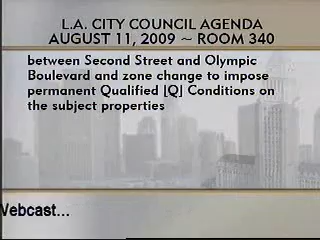 L.A. CITY COUNCIL AGENDA
AUGUST 11, 2009 ~ ROOM 340
between Second Street and Olympic
Boulevard and zone change to impose
permanent Qualified [Q] Conditions on
the subject properties
Webcast...